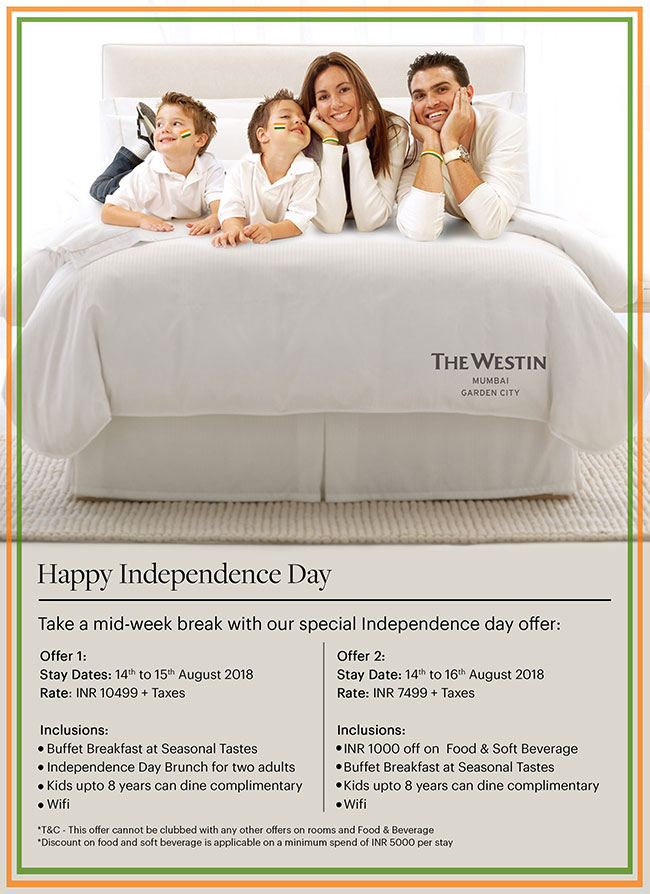 THE WESTIN
MUMBAI
GARDEN CITY
Happy Independence Day
Take a mid-week break with our special Independence day offer:
Offer 1:
Stay Dates: 14th to 15th August 2018
Rate: INR 10499 + Taxes
Inclusions:
• Buffet Breakfast at Seasonal Tastes
• Independence Day Brunch for two adults
• Kids upto 8 years can dine complimentary
• Wifi
Offer 2:
Stay Date: 14th to 16th August 2018
Rate: INR 7499 + Taxes
Inclusions:
• INR 1000 off on Food & Soft Beverage
• Buffet Breakfast at Seasonal Tastes
• Kids upto 8 years can dine complimentary
• Wifi
*T&C - This offer cannot be clubbed with any other offers on rooms and Food & Beverage
*Discount on food and soft beverage is applicable on a minimum spend of INR 5000 per stay